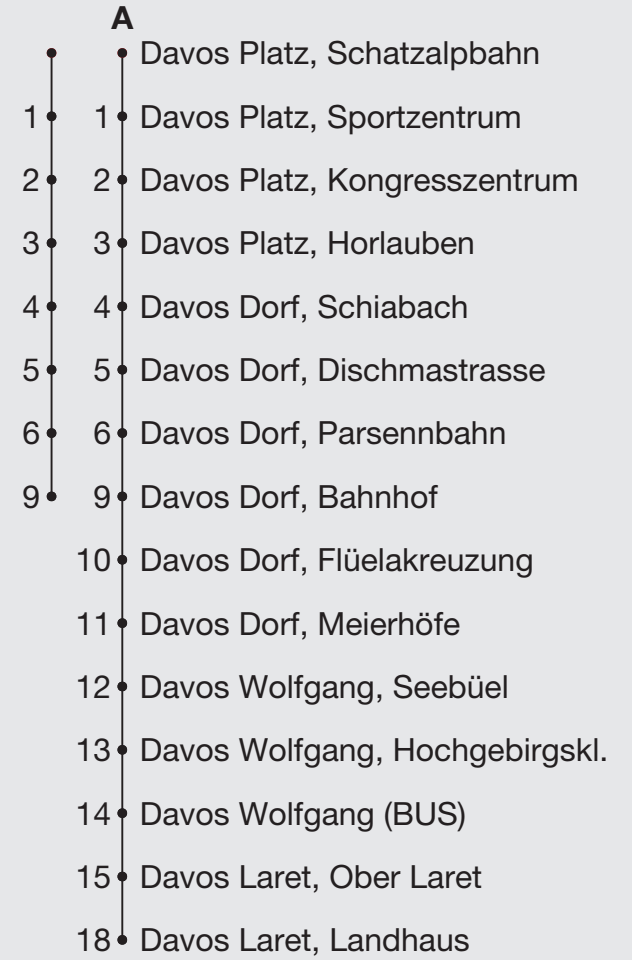 A
Davos Platz, Schatzalpbahn
1 1 Davos Platz, Sportzentrum
2 2 Davos Platz, Kongresszentrum
3 3 Davos Platz, Horlauben
4 4 Davos Dorf, Schiabach
5 5 Davos Dorf, Dischmastrasse
6 6 Davos Dorf, Parsennbahn
9 9 Davos Dorf, Bahnhof
10 Davos Dorf, Flüelakreuzung
11 Davos Dorf, Meierhöfe
12 Davos Wolfgang, Seebüel
13 Davos Wolfgang, Hochgebirgskl.
14 Davos Wolfgang (BUS)
15 Davos Laret, Ober Laret
18 Davos Laret, Landhaus